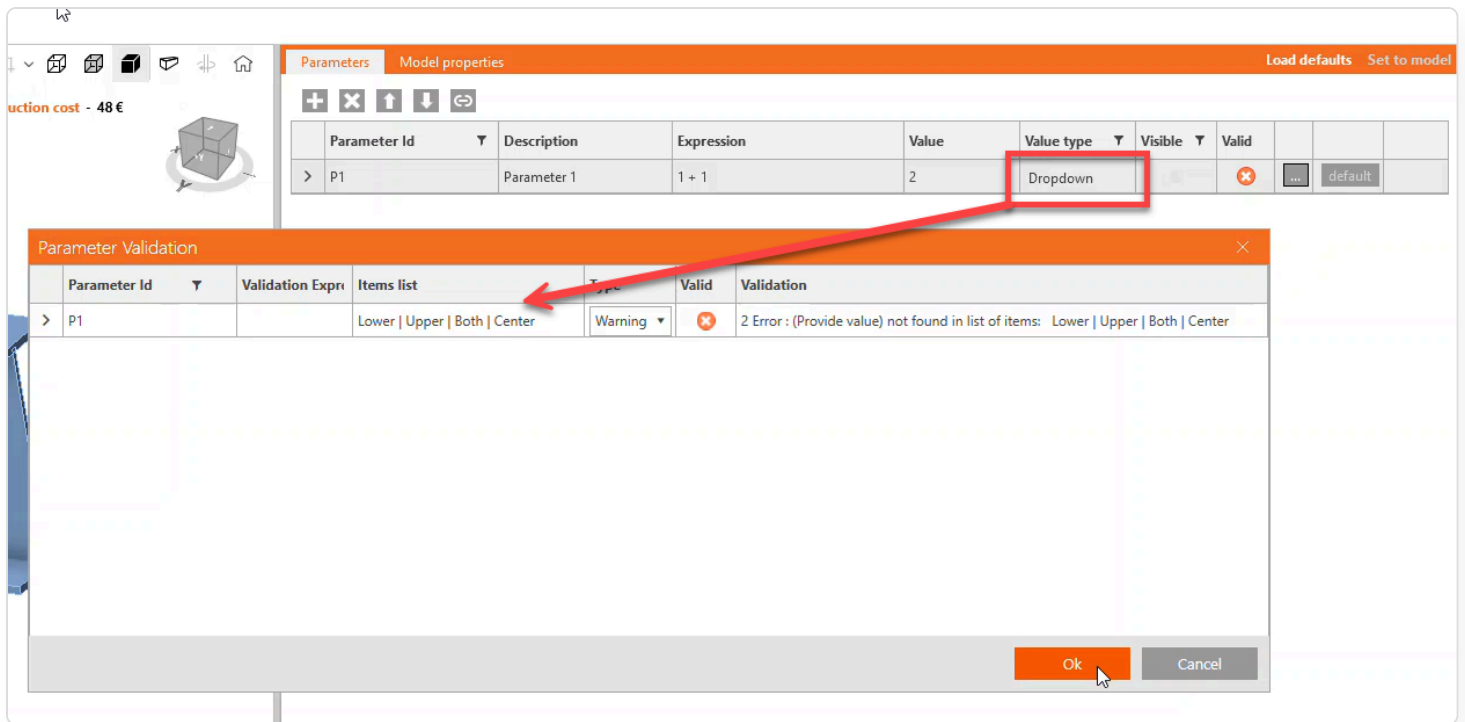 Parameters Model properties Load defaults Set to model
uction cost - 48 €
Parameter Id Description Expression Value Value type Visible Valid
P1 Parameter 1 1 + 1 2 Dropdown ... default
Parameter Validation
Parameter Id Validation Expre Items list Type Valid Validation
P1 Lower | Upper | Both | Center Warning 2 Error : (Provide value) not found in list of items: Lower | Upper | Both | Center
Ok Cancel